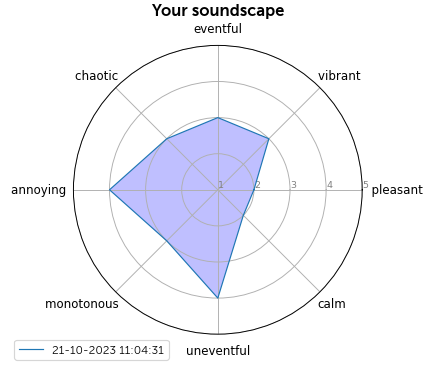 Your soundscape
eventful
chaotic
vibrant
annoying
1 2 3 4 5
pleasant
monotonous
calm
uneventful
21-10-2023 11:04:31